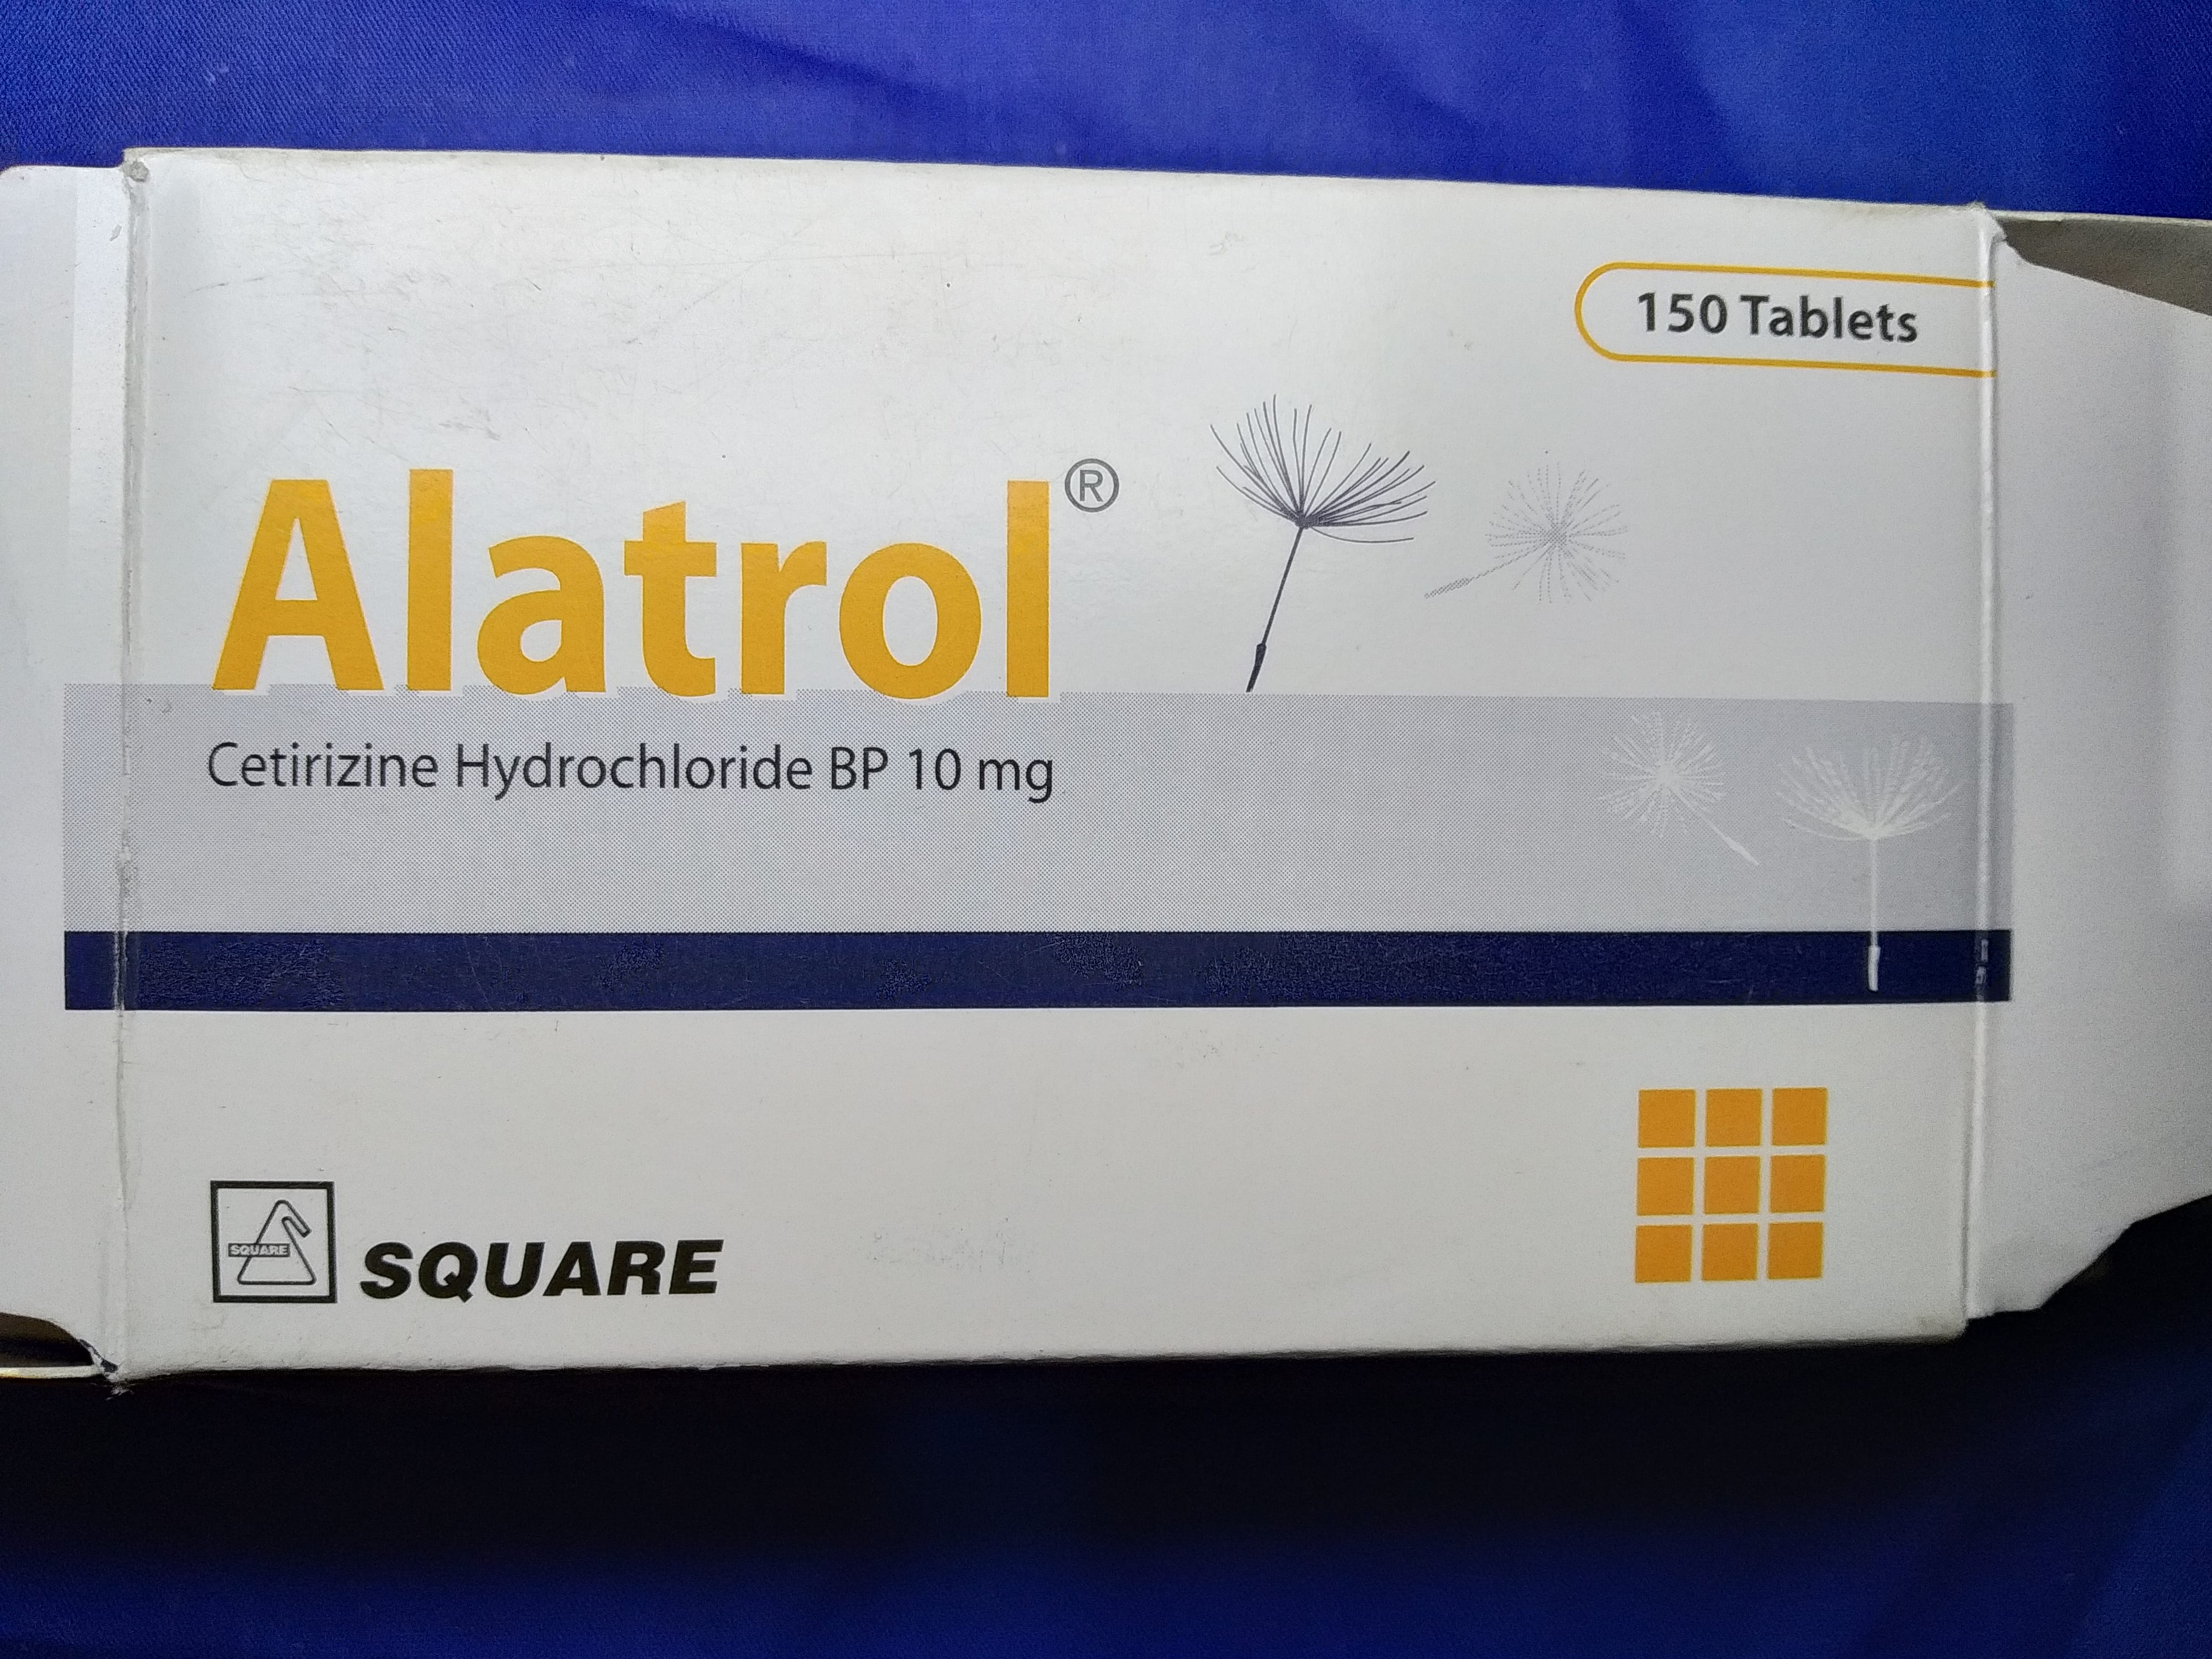 150 Tablets
Alatrol®
Cetirizine Hydrochloride BP 10 mg
SQUARE
SQUARE